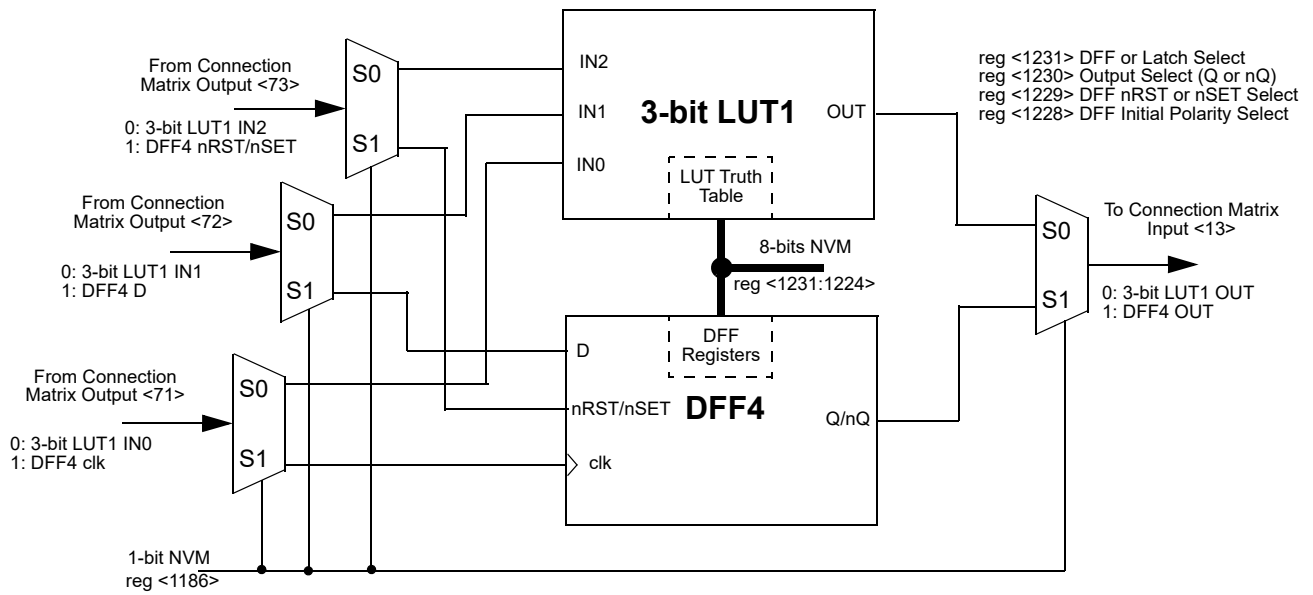 From Connection
Matrix Output <73>
0: 3-bit LUT1 IN2
1: DFF4 nRST/nSET
S0
S1
From Connection
Matrix Output <72>
0: 3-bit LUT1 IN1
1: DFF4 D
S0
S1
From Connection
Matrix Output <71>
0: 3-bit LUT1 IN0
1: DFF4 clk
S0
S1
1-bit NVM
reg <1186>
IN2
IN1
IN0
3-bit LUT1
OUT
LUT Truth
Table
8-bits NVM
reg <1231:1224>
DFF
Registers
D
nRST/nSET
clk
DFF4
Q/nQ
reg <1231> DFF or Latch Select
reg <1230> Output Select (Q or nQ)
reg <1229> DFF nRST or nSET Select
reg <1228> DFF Initial Polarity Select
S0
S1
To Connection Matrix
Input <13>
0: 3-bit LUT1 OUT
1: DFF4 OUT